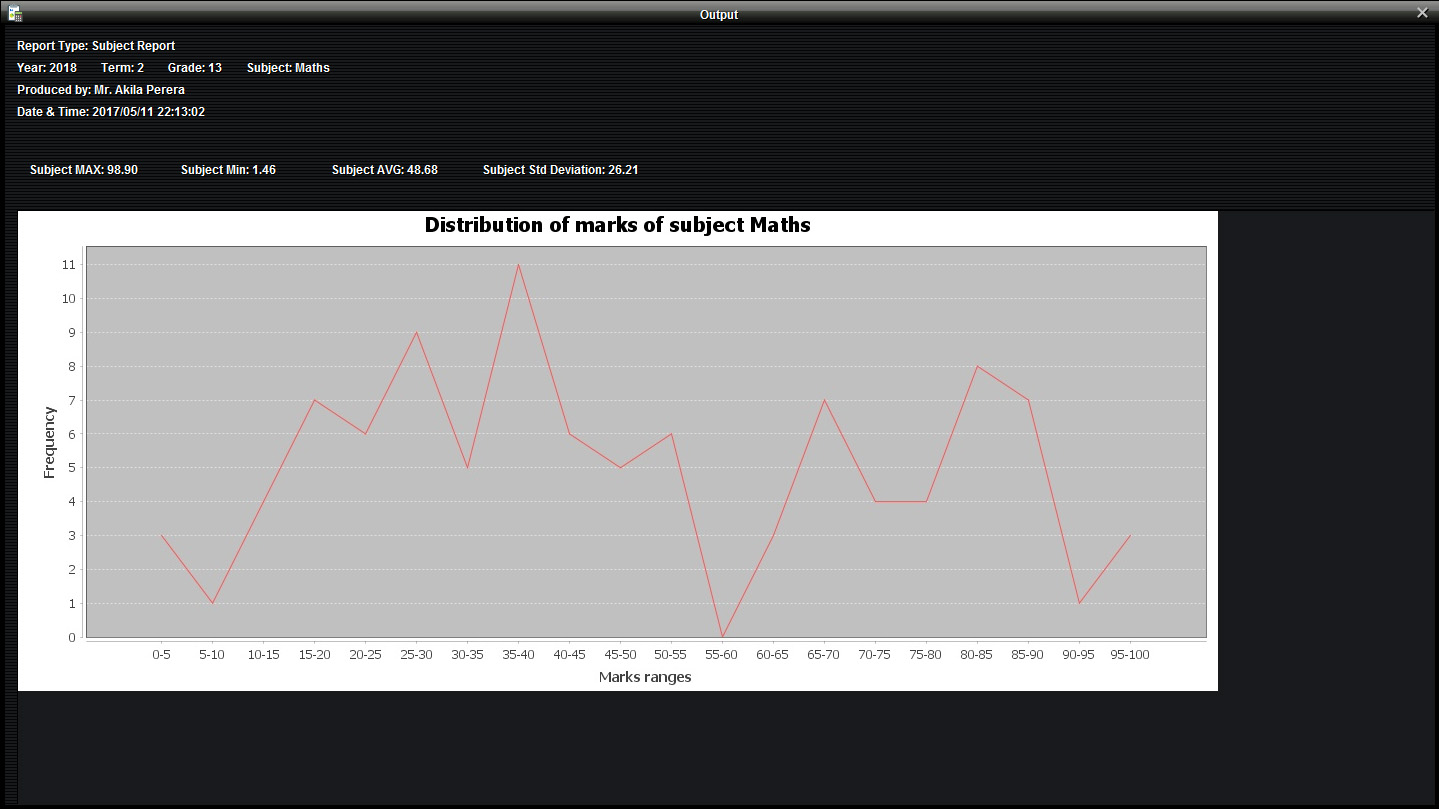 Output
Report Type: Subject Report
Year: 2018 Term: 2 Grade: 13 Subject: Maths
Produced by: Mr. Akila Perera
Date & Time: 2017/05/11 22:13:02
Subject MAX: 98.90 Subject Min: 1.46 Subject AVG: 48.68 Subject Std Deviation: 26.21
Distribution of marks of subject Maths
11
10
9
8
7
6
5
4
3
2
1
0
Frequency
0-5 5-10 10-15 15-20 20-25 25-30 30-35 35-40 40-45 45-50 50-55 55-60 60-65 65-70 70-75 75-80 80-85 85-90 90-95 95-100
Marks ranges